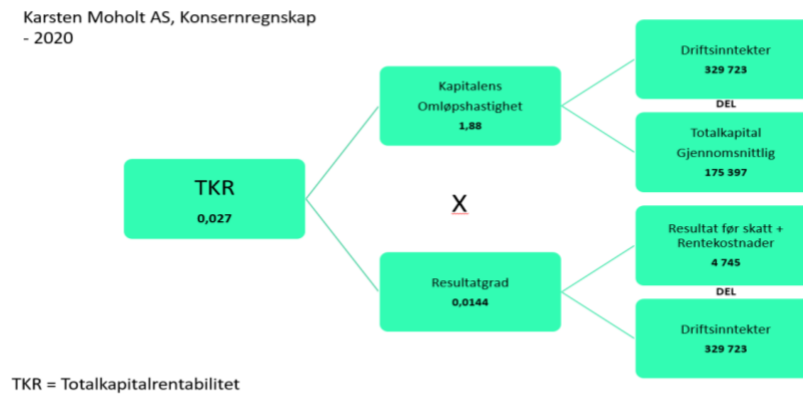 Karsten Moholt AS, Konsernregnskap
- 2020
TKR
0,027
Kapitalens
Omløpshastighet
1,88
X
Resultatgrad
0,0144
Driftsinntekter
329 723
DEL
Totalkapital
Gjennomsnittlig
175 397
Resultat før skatt +
Rentekostnader
4 745
DEL
Driftsinntekter
329 723
TKR = Totalkapitalrentabilitet